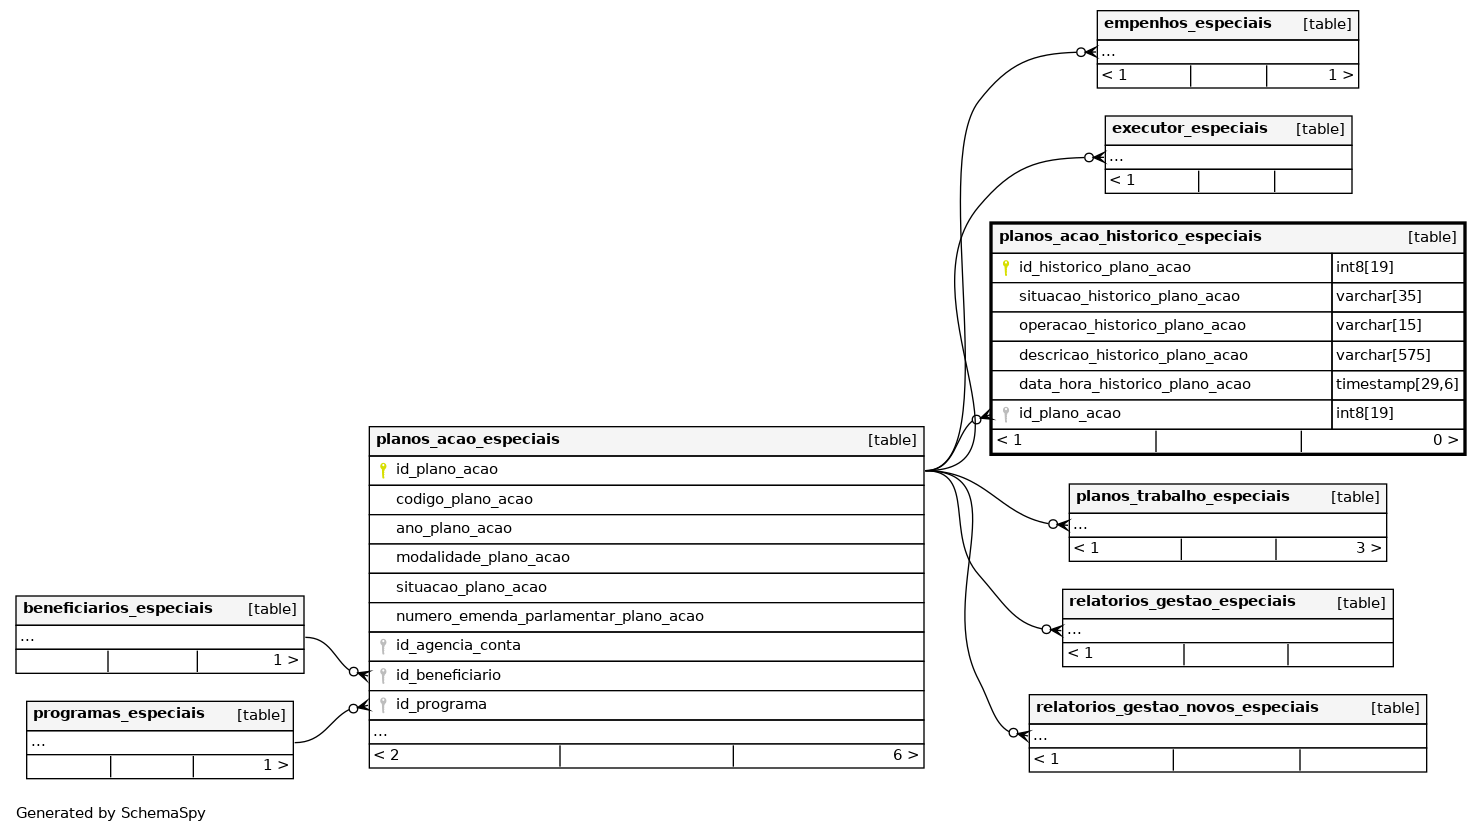 empenhos_especiais [table]
...
< 1 1 >
executor_especiais [table]
...
< 1
planos_acao_historico_especiais [table]
id_historico_plano_acao int8[19]
situacao_historico_plano_acao varchar[35]
operacao_historico_plano_acao varchar[15]
descricao_historico_plano_acao varchar[575]
data_hora_historico_plano_acao timestamp[29,6]
id_plano_acao int8[19]
< 1 0 >
planos_acao_especiais [table]
id_plano_acao
codigo_plano_acao
ano_plano_acao
modalidade_plano_acao
situacao_plano_acao
numero_emenda_parlamentar_plano_acao
id_agencia_conta
id_beneficiario
id_programa
...
< 2 6 >
planos_trabalho_especiais [table]
...
< 1 3 >
beneficiarios_especiais [table]
...
1 >
relatorios_gestao_especiais [table]
...
< 1
programas_especiais [table]
...
1 >
relatorios_gestao_novos_especiais [table]
...
< 1
Generated by SchemaSpy